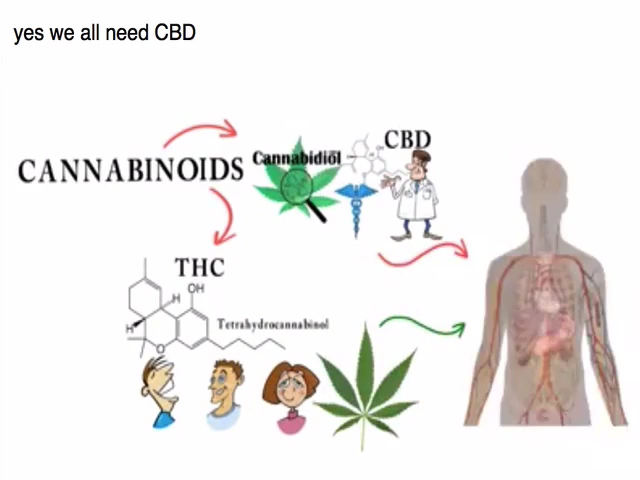 yes we all need CBD
CBD
Cannabidiol
CANNABINOIDS
THC
OH
H
Tetrahydrocannabinol
H
O